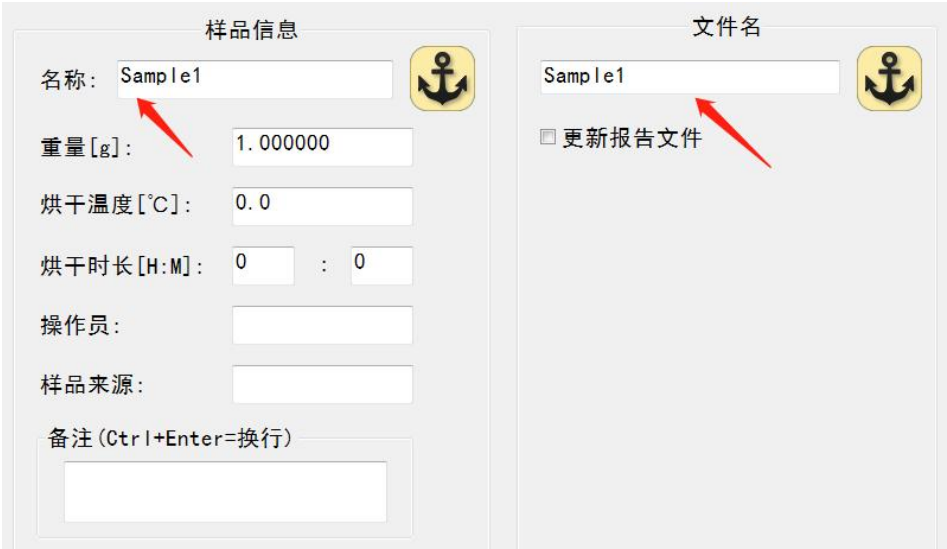 样品信息
名称: Sample1
重量[g]: 1.000000
烘干温度[℃]: 0.0
烘干时长[H:M]: 0 : 0
操作员:
样品来源:
备注(Ctrl+Enter=换行)
文件名
Sample1
更新报告文件